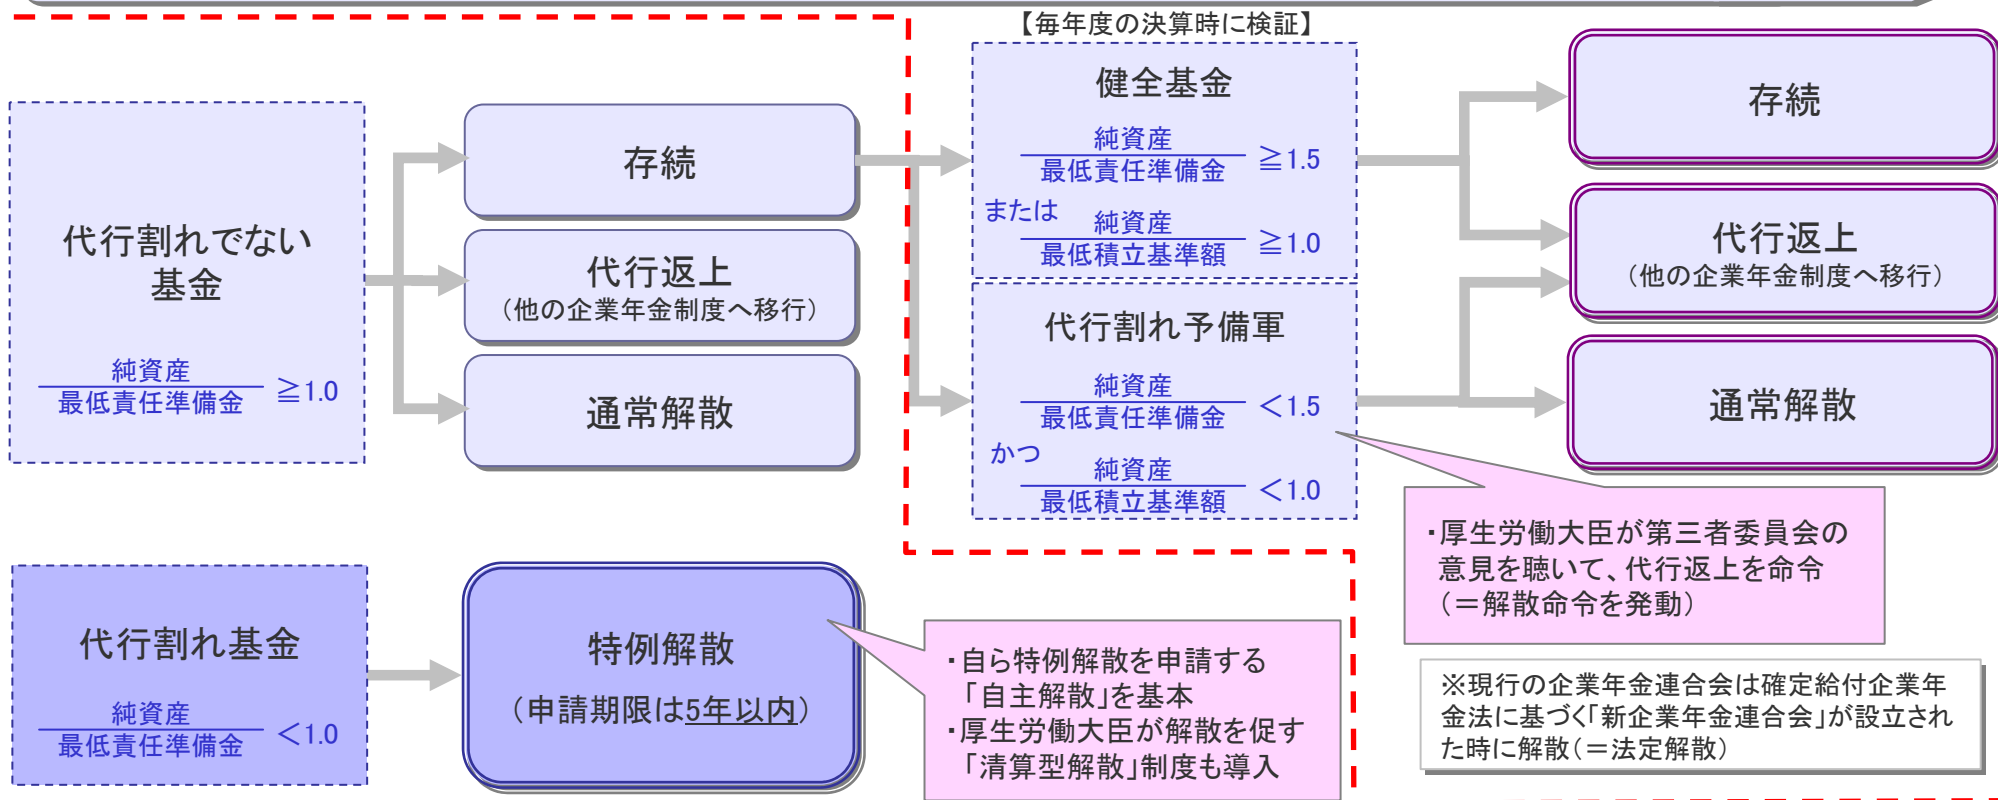 代行割れでない
基金
純資産
最低責任準備金
≧1.0
存続
代行返上
（他の企業年金制度へ移行）
通常解散
【毎年度の決算時に検証】
健全基金
純資産
最低責任準備金
≧1.5
または
純資産
最低積立基準額
≧1.0
代行割れ予備軍
純資産
最低責任準備金
＜1.5
かつ
純資産
最低積立基準額
＜1.0
存続
代行返上
（他の企業年金制度へ移行）
通常解散
・厚生労働大臣が第三者委員会の
意見を聴いて、代行返上を命令
（＝解散命令を発動）
代行割れ基金
純資産
最低責任準備金
＜1.0
特例解散
（申請期限は5年以内）
・自ら特例解散を申請する
「自主解散」を基本
・厚生労働大臣が解散を促す
「清算型解散」制度も導入
※現行の企業年金連合会は確定給付企業年
金法に基づく「新企業年金連合会」が設立され
た時に解散（＝法定解散）